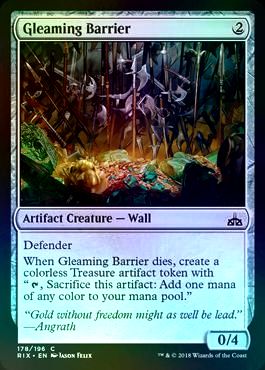 Gleaming Barrier 2
Artifact Creature — Wall
Defender
When Gleaming Barrier dies, create a
colorless Treasure artifact token with
“, Sacrifice this artifact: Add one mana
of any color to your mana pool.”
“Gold without freedom might as well be lead.”
—Angrath
0/4
178/196 C
RIX • EN Jason Felix
™ & © 2018 Wizards of the Coast